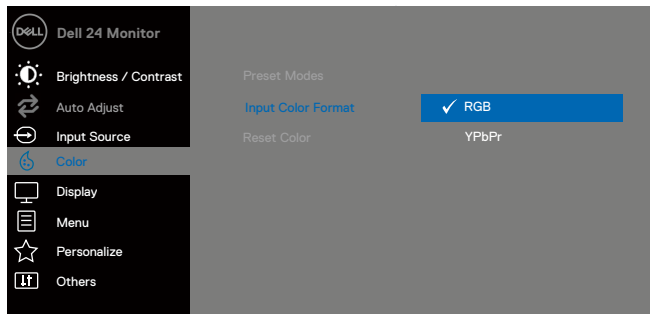 DELL Dell 24 Monitor
Brightness / Contrast Preset Modes
Auto Adjust Input Color Format RGB
Input Source Reset Color YPbPr
Color
Display
Menu
Personalize
Others